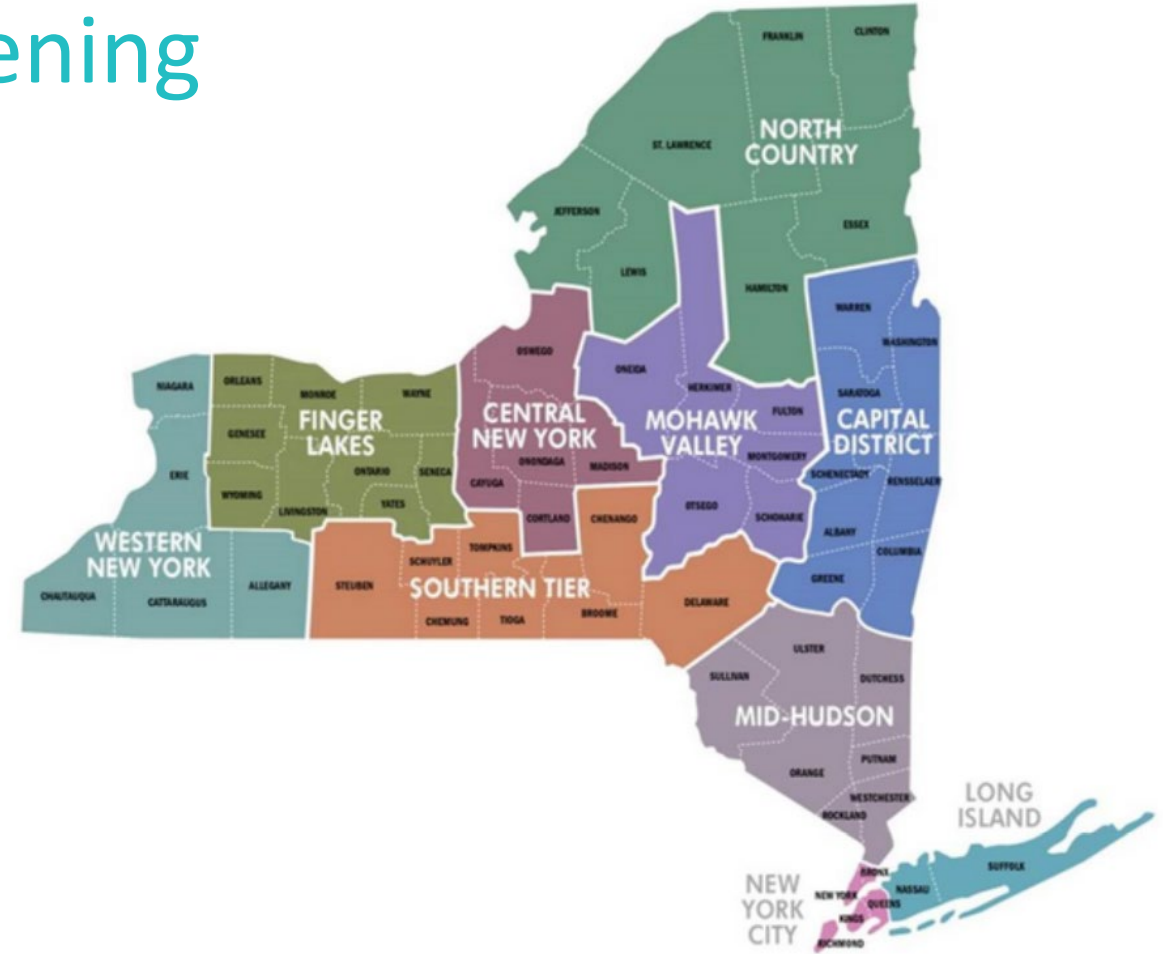 ening
FRANKLIN
CLINTON
NORTH
COUNTRY
ST. LAWRENCE
JEFFERSON
ESSEX
LEWIS
HAMILTON
WARREN
WASHINGTON
OSWEGO
ONEIDA
NIAGARA
ORLEANS
MONROE
WAYNE
HERKIMER
SARATOGA
FULTON
FINGER
LAKES
CENTRAL
NEW YORK
MOHAWK
VALLEY
CAPITAL
DISTRICT
GENESEE
MONTGOMERY
ONONDAGA
MADISON
ERIE
ONTARIO
SENECA
SCHENECTADY
RENSSELAER
CAYUGA
WYOMING
LIVINGSTON
YATES
OTSEGO
CORTLAND
CHENANGO
SCHOHARIE
ALBANY
WESTERN
NEW YORK
TOMPKINS
COLUMBIA
SCHUYLER
GREENE
ALLEGANY
STEUBEN
SOUTHERN TIER
CHAUTAUQUA
CATTARAUGUS
DELAWARE
CHEMUNG
TIOGA
BROOME
ULSTER
SULLIVAN
DUTCHESS
MID-HUDSON
PUTNAM
ORANGE
WESTCHESTER
ROCKLAND
LONG
ISLAND
SUFFOLK
BRONX
NEW
YORK
CITY
NEW YORK
NASSAU
QUEENS
KINGS
RICHMOND